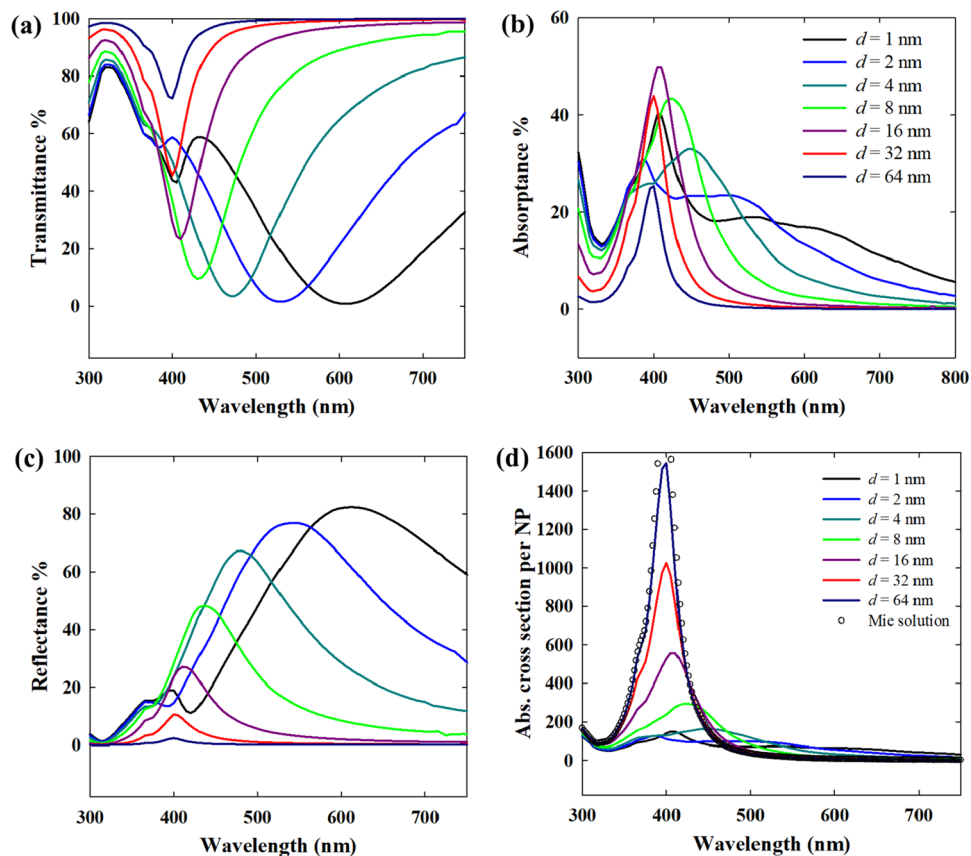 (a)
Transmittance %
100
80
60
40
20
0
300 400 500 600 700
Wavelength (nm)
(b)
Absorptance %
60
40
20
0
d = 1 nm
d = 2 nm
d = 4 nm
d = 8 nm
d = 16 nm
d = 32 nm
d = 64 nm
300 400 500 600 700 800
Wavelength (nm)
(c)
Reflectance %
100
80
60
40
20
0
300 400 500 600 700
Wavelength (nm)
(d)
Abs. cross section per NP
1600
1400
1200
1000
800
600
400
200
0
d = 1 nm
d = 2 nm
d = 4 nm
d = 8 nm
d = 16 nm
d = 32 nm
d = 64 nm
Mie solution
300 400 500 600 700
Wavelength (nm)